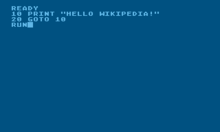 READY
10 PRINT "HELLO WIKIPEDIA!"
20 GOTO 10
RUN